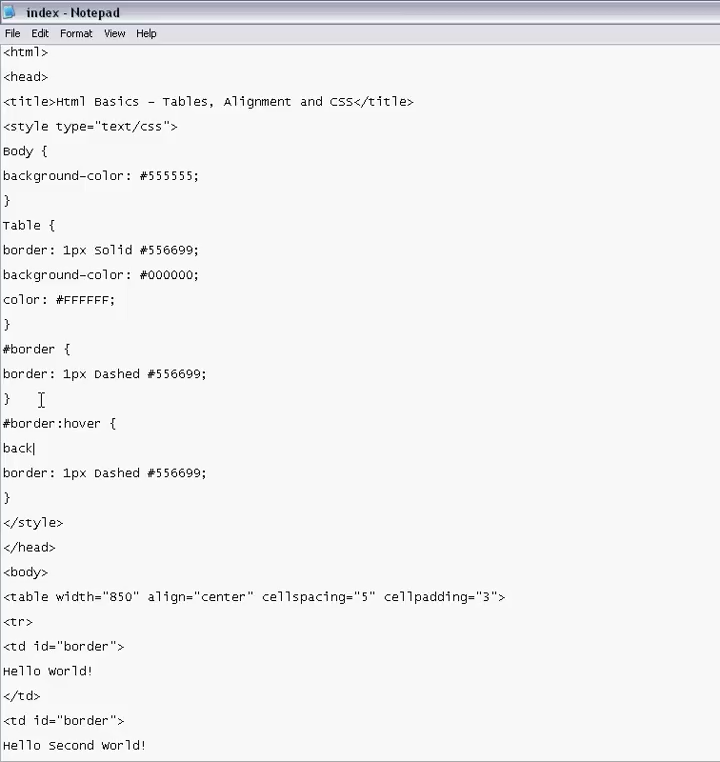 index - Notepad
File Edit Format View Help
<html>
<head>
<title>Html Basics - Tables, Alignment and CSS</title>
<style type="text/css">
Body {
background-color: #555555;
}
Table {
border: 1px Solid #556699;
background-color: #000000;
color: #FFFFFF;
}
#border {
border: 1px Dashed #556699;
}
#border:hover {
back
border: 1px Dashed #556699;
}
</style>
</head>
<body>
<table width="850" align="center" cellspacing="5" cellpadding="3">
<tr>
<td id="border">
Hello World!
</td>
<td id="border">
Hello Second World!